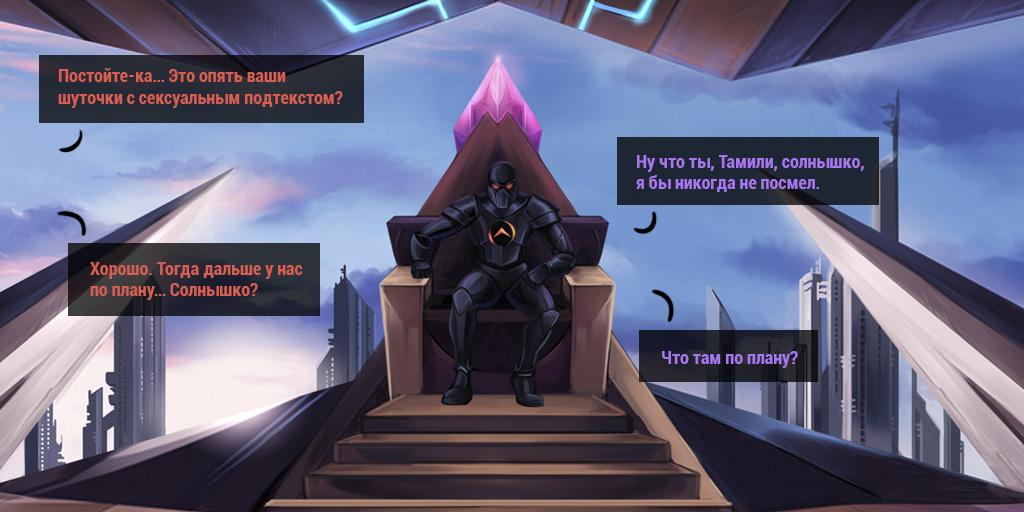 Постойте-ка... Это опять ваши
шуточки с сексуальным подтекстом?
Ну что ты, Тамили, солнышко,
я бы никогда не посмел.
Хорошо. Тогда дальше у нас
по плану... Солнышко?
Что там по плану?